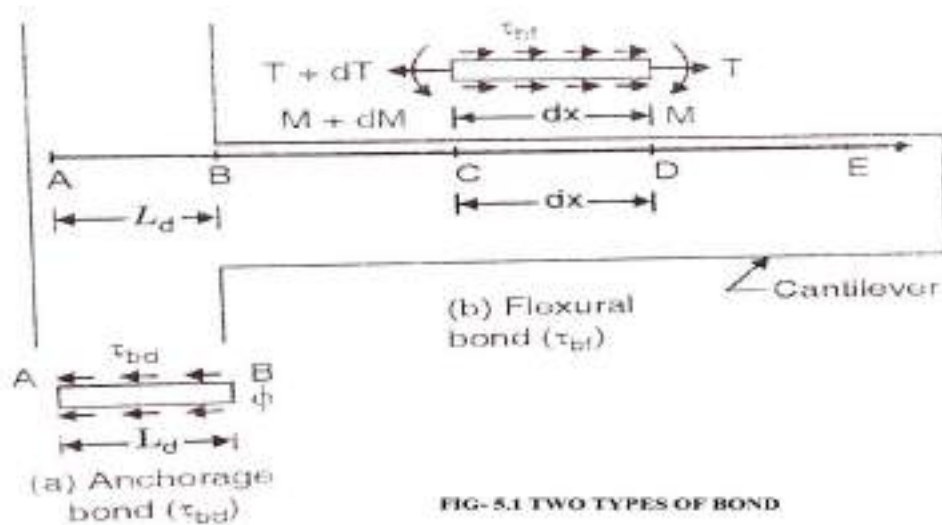 τbf
T + dT
T
M + dM
dx
M
A
B
C
D
E
Ld
dx
Cantilever
(b) Flexural
bond (τbf)
τbd
A
B
ϕ
Ld
(a) Anchorage
bond (τbd)
FIG- 5.1 TWO TYPES OF BOND